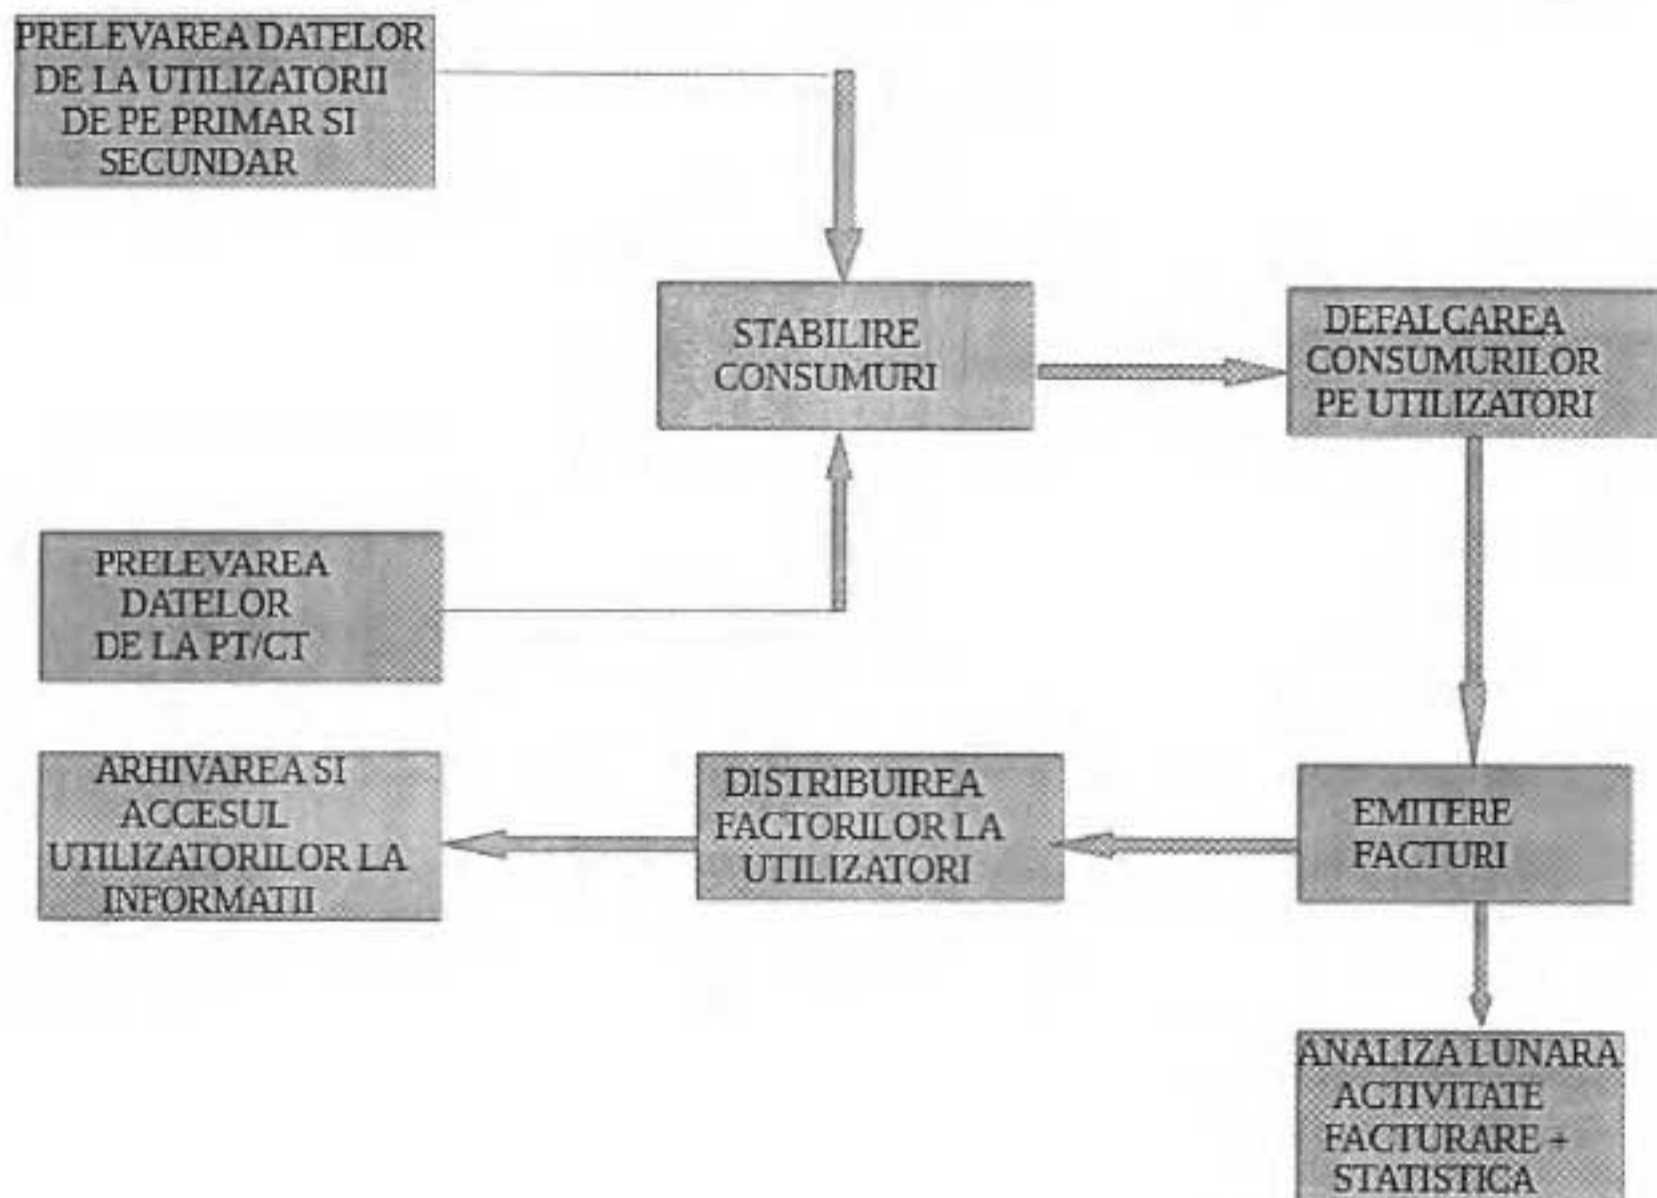 PRELEVAREA DATELOR
DE LA UTILIZATORII
DE PE PRIMAR SI
SECUNDAR
STABILIRE
CONSUMURI
DEFALCAREA
CONSUMURILOR
PE UTILIZATORI
PRELEVAREA
DATELOR
DE LA PT/CT
ARHIVAREA SI
ACCESUL
UTILIZATORILOR LA
INFORMATII
DISTRIBUIREA
FACTORILOR LA
UTILIZATORI
EMITERE
FACTURI
ANALIZA LUNARA
ACTIVITATE
FACTURARE +
STATISTICA